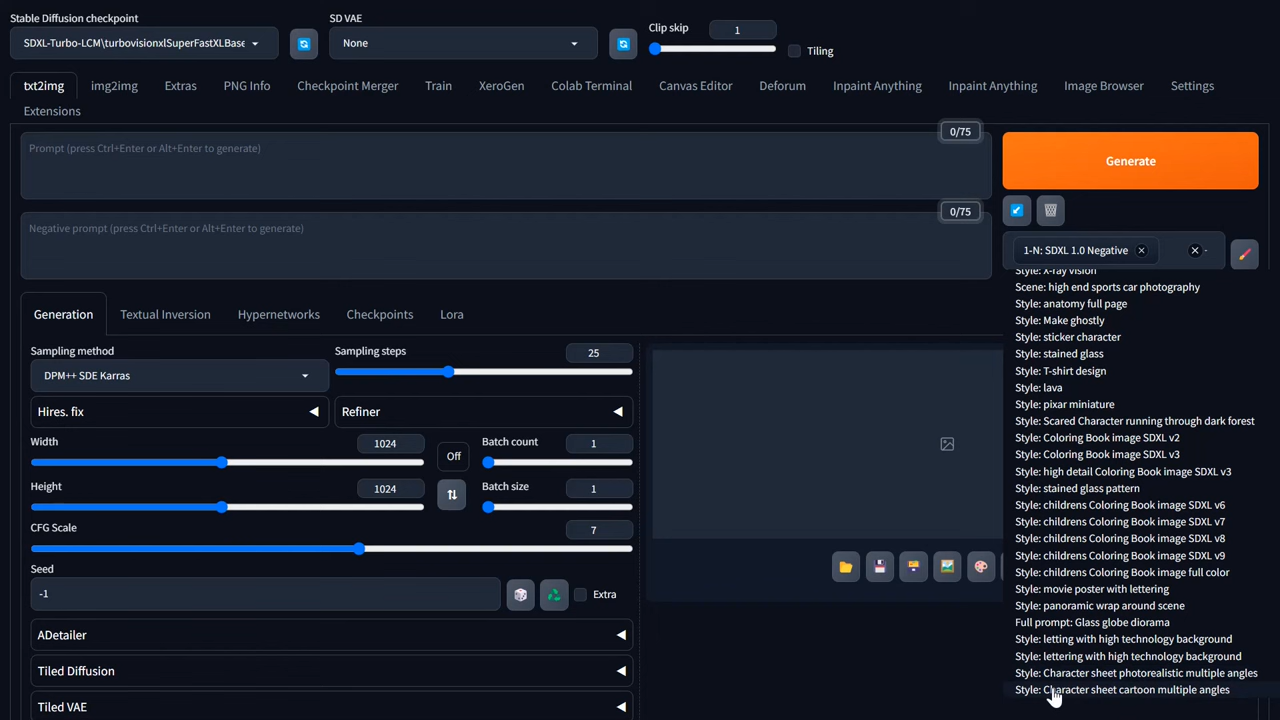 Stable Diffusion checkpoint
SD VAE
Clip skip
1
SDXL-Turbo-LCM\turbovisionxlSuperFastXLBase
None
Tiling
txt2img
img2img
Extras
PNG Info
Checkpoint Merger
Train
XeroGen
Colab Terminal
Canvas Editor
Deforum
Inpaint Anything
Inpaint Anything
Image Browser
Settings
Extensions
0/75
Prompt (press Ctrl+Enter or Alt+Enter to generate)
Generate
0/75
Negative prompt (press Ctrl+Enter or Alt+Enter to generate)
1-N: SDXL 1.0 Negative
Generation
Textual Inversion
Hypernetworks
Checkpoints
Lora
Sampling method
DPM++ SDE Karras
Sampling steps
25
Hires. fix
Refiner
Width
1024
Off
Batch count
1
Height
1024
Batch size
1
CFG Scale
7
Seed
-1
Extra
ADetailer
Tiled Diffusion
Tiled VAE
Style: X-ray vision
Scene: high end sports car photography
Style: anatomy full page
Style: Make ghostly
Style: sticker character
Style: stained glass
Style: T-shirt design
Style: lava
Style: pixar miniature
Style: Scared Character running through dark forest
Style: Coloring Book image SDXL v2
Style: Coloring Book image SDXL v3
Style: high detail Coloring Book image SDXL v3
Style: stained glass pattern
Style: childrens Coloring Book image SDXL v6
Style: childrens Coloring Book image SDXL v7
Style: childrens Coloring Book image SDXL v8
Style: childrens Coloring Book image SDXL v9
Style: childrens Coloring Book image full color
Style: movie poster with lettering
Style: panoramic wrap around scene
Full prompt: Glass globe diorama
Style: letting with high technology background
Style: lettering with high technology background
Style: Character sheet photorealistic multiple angles
Style: Character sheet cartoon multiple angles